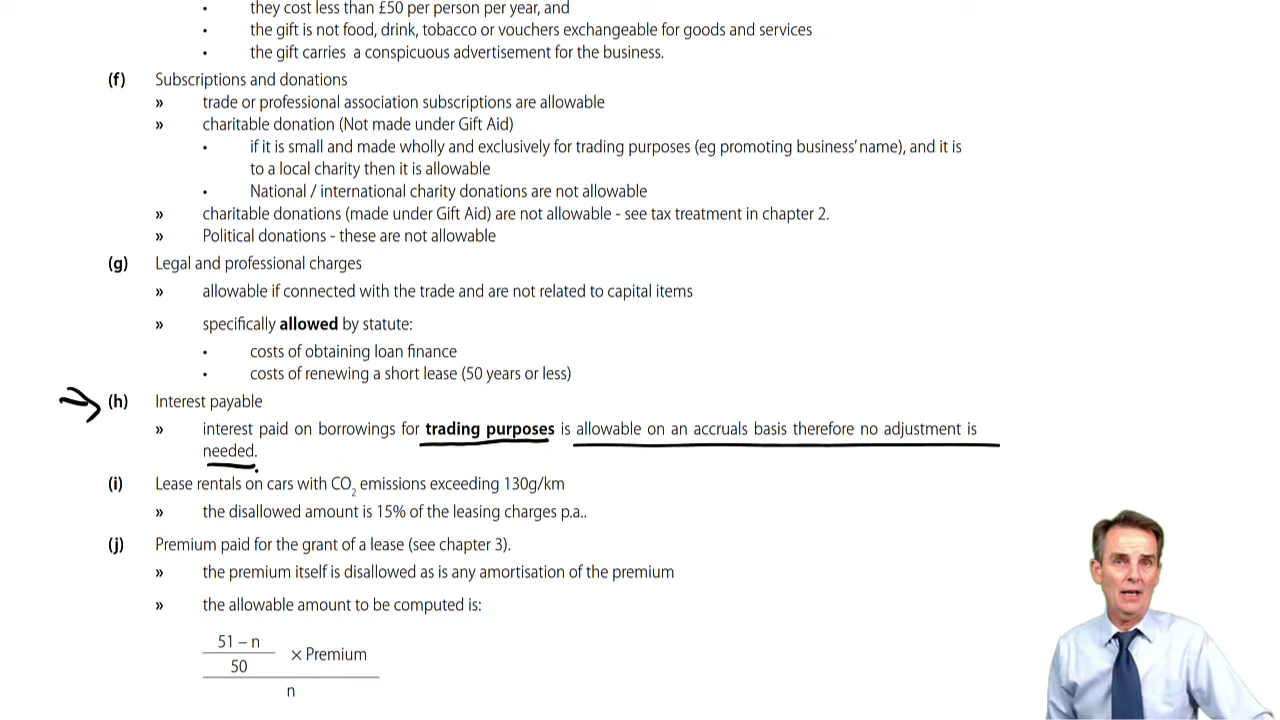 • they cost less than £50 per person per year, and
• the gift is not food, drink, tobacco or vouchers exchangeable for goods and services
• the gift carries a conspicuous advertisement for the business.
(f) Subscriptions and donations
» trade or professional association subscriptions are allowable
» charitable donation (Not made under Gift Aid)
• if it is small and made wholly and exclusively for trading purposes (eg promoting business' name), and it is
to a local charity then it is allowable
• National / international charity donations are not allowable
» charitable donations (made under Gift Aid) are not allowable - see tax treatment in chapter 2.
» Political donations - these are not allowable
(g) Legal and professional charges
» allowable if connected with the trade and are not related to capital items
» specifically allowed by statute:
• costs of obtaining loan finance
• costs of renewing a short lease (50 years or less)
(h) Interest payable
» interest paid on borrowings for trading purposes is allowable on an accruals basis therefore no adjustment is
needed.
(i) Lease rentals on cars with CO2 emissions exceeding 130g/km
» the disallowed amount is 15% of the leasing charges p.a..
(j) Premium paid for the grant of a lease (see chapter 3).
» the premium itself is disallowed as is any amortisation of the premium
» the allowable amount to be computed is:
51 – n
× Premium
50
n